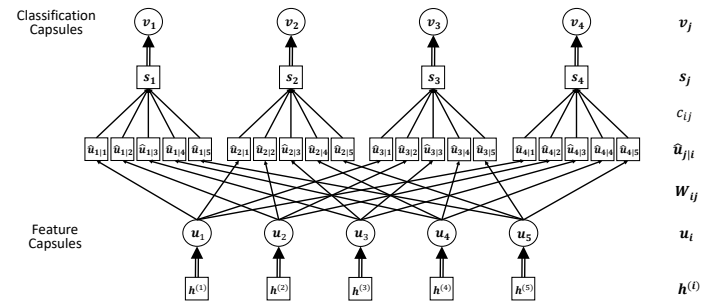 Classification Capsules v₁ v₂ v₃ v₄ vⱼ
s₁ s₂ s₃ s₄ sⱼ
cᵢⱼ
û₁|₁ û₁|₂ û₁|₃ û₁|₄ û₁|₅ û₂|₁ û₂|₂ û₂|₃ û₂|₄ û₂|₅ û₃|₁ û₃|₂ û₃|₃ û₃|₄ û₃|₅ û₄|₁ û₄|₂ û₄|₃ û₄|₄ û₄|₅ ûⱼ|ᵢ
Wᵢⱼ
Feature Capsules u₁ u₂ u₃ u₄ u₅ uᵢ
h⁽¹⁾ h⁽²⁾ h⁽³⁾ h⁽⁴⁾ h⁽⁵⁾ h⁽ⁱ⁾